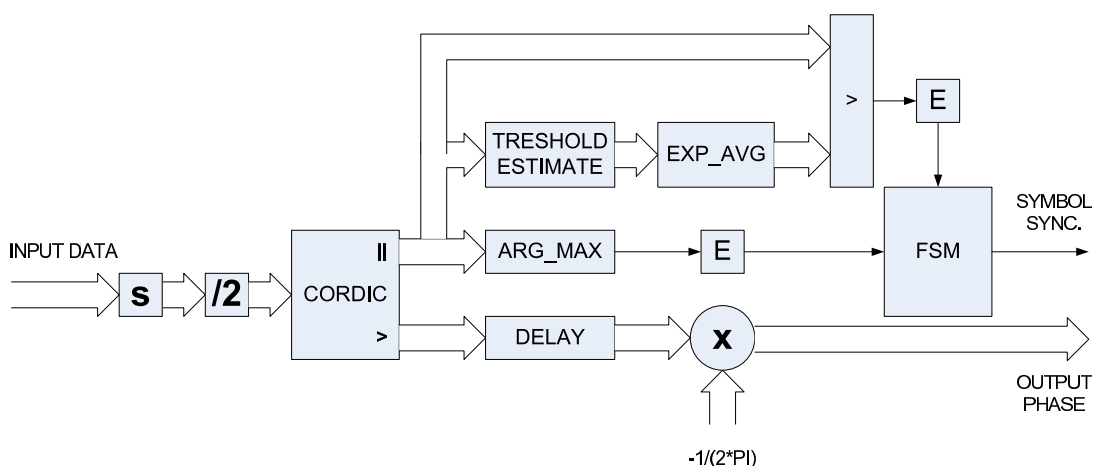 >
E
TRESHOLD
ESTIMATE
EXP_AVG
SYMBOL
SYNC.
INPUT DATA
s
/2
CORDIC
||
>
ARG_MAX
E
FSM
DELAY
x
OUTPUT
PHASE
-1/(2*PI)